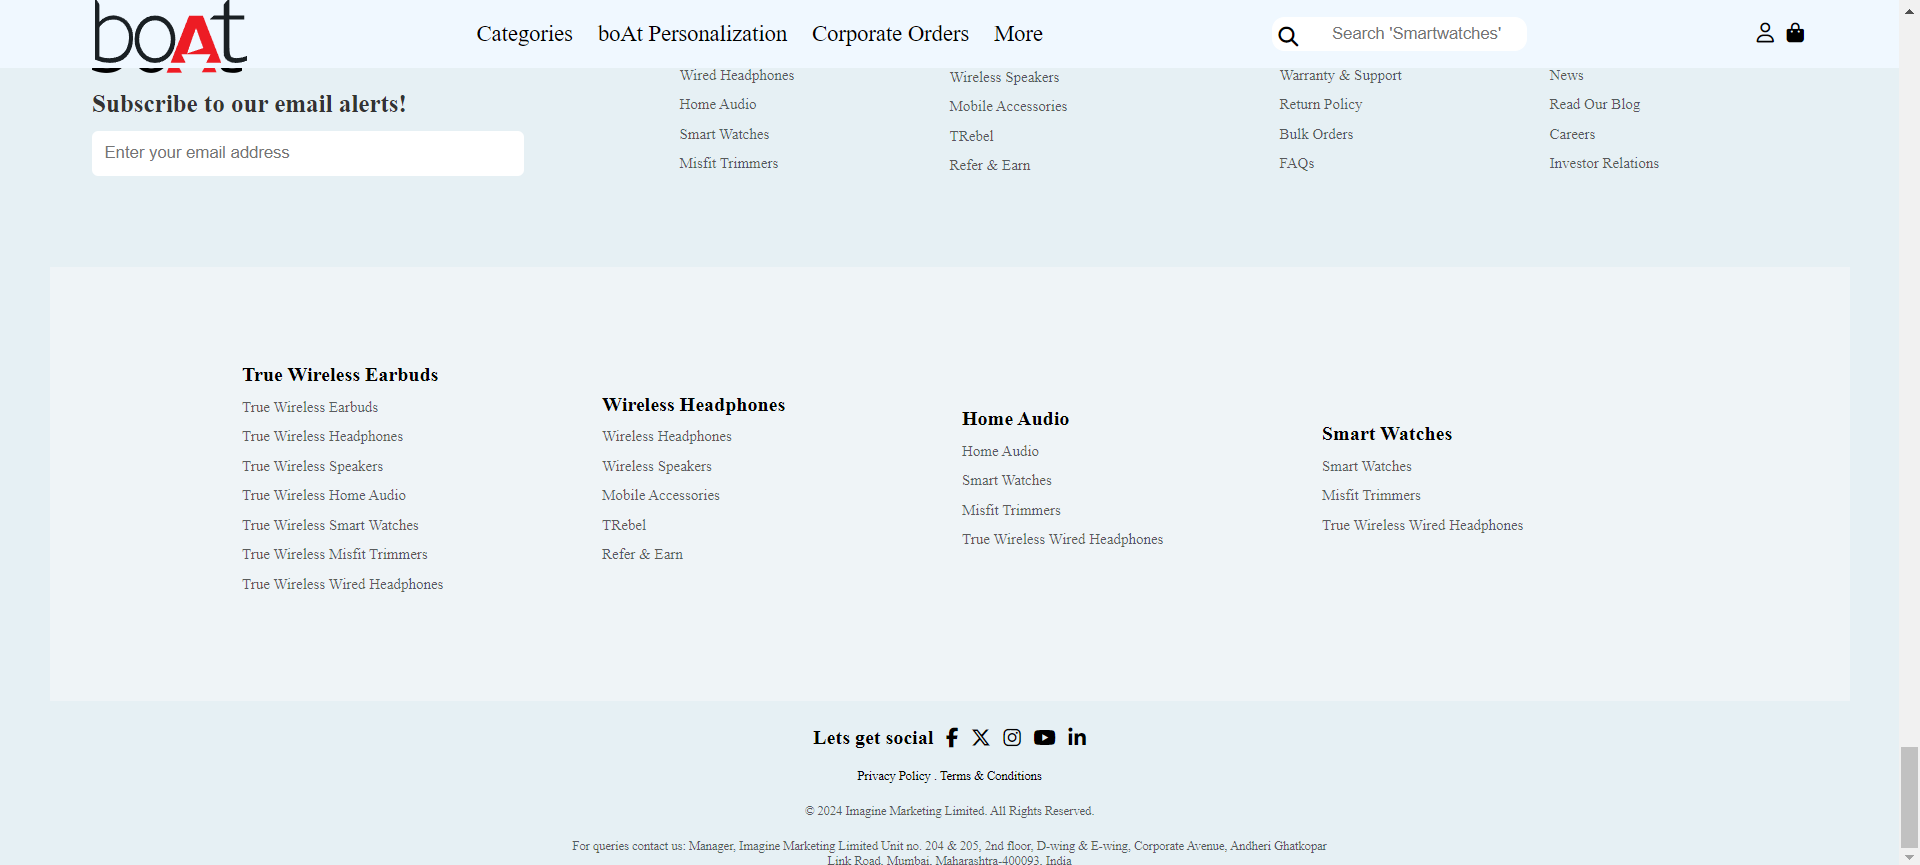 boAt
Categories
boAt Personalization
Corporate Orders
More
Search 'Smartwatches'
Subscribe to our email alerts!
Enter your email address
Wired Headphones
Home Audio
Smart Watches
Misfit Trimmers
Wireless Speakers
Mobile Accessories
TRebel
Refer & Earn
Warranty & Support
Return Policy
Bulk Orders
FAQs
News
Read Our Blog
Careers
Investor Relations
True Wireless Earbuds
True Wireless Earbuds
True Wireless Headphones
True Wireless Speakers
True Wireless Home Audio
True Wireless Smart Watches
True Wireless Misfit Trimmers
True Wireless Wired Headphones
Wireless Headphones
Wireless Headphones
Wireless Speakers
Mobile Accessories
TRebel
Refer & Earn
Home Audio
Home Audio
Smart Watches
Misfit Trimmers
True Wireless Wired Headphones
Smart Watches
Smart Watches
Misfit Trimmers
True Wireless Wired Headphones
Lets get social
Privacy Policy . Terms & Conditions
© 2024 Imagine Marketing Limited. All Rights Reserved.
For queries contact us: Manager, Imagine Marketing Limited Unit no. 204 & 205, 2nd floor, D-wing & E-wing, Corporate Avenue, Andheri Ghatkopar
Link Road, Mumbai, Maharashtra-400093, India